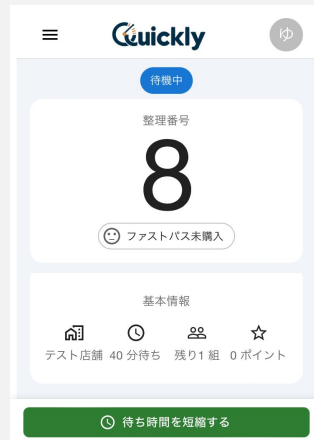 Quickly
ゆ
待機中
整理番号
8
ファストパス未購入
基本情報
テスト店舗 40 分待ち 残り1 組 0 ポイント
待ち時間を短縮する